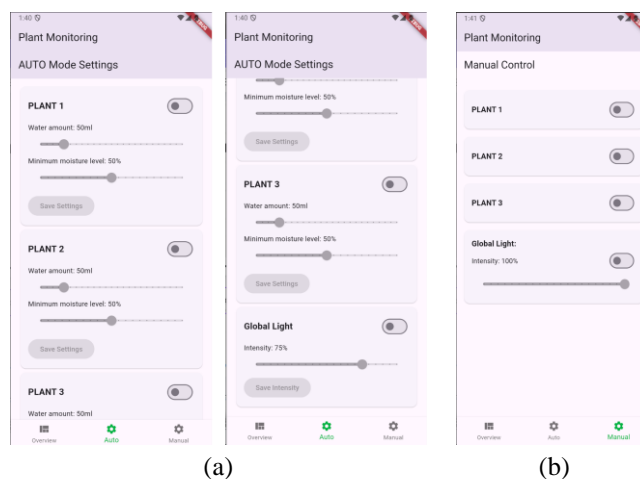 1:40
Plant Monitoring
AUTO Mode Settings
PLANT 1
Water amount: 50ml
Minimum moisture level: 50%
Save Settings
PLANT 2
Water amount: 50ml
Minimum moisture level: 50%
Save Settings
PLANT 3
Water amount: 50ml
Overview Auto Manual
1:40
Plant Monitoring
AUTO Mode Settings
Minimum moisture level: 50%
Save Settings
PLANT 3
Water amount: 50ml
Minimum moisture level: 50%
Save Settings
Global Light
Intensity: 75%
Save Intensity
Overview Auto Manual
(a)
1:41
Plant Monitoring
Manual Control
PLANT 1
PLANT 2
PLANT 3
Global Light:
Intensity: 100%
Overview Auto Manual
(b)